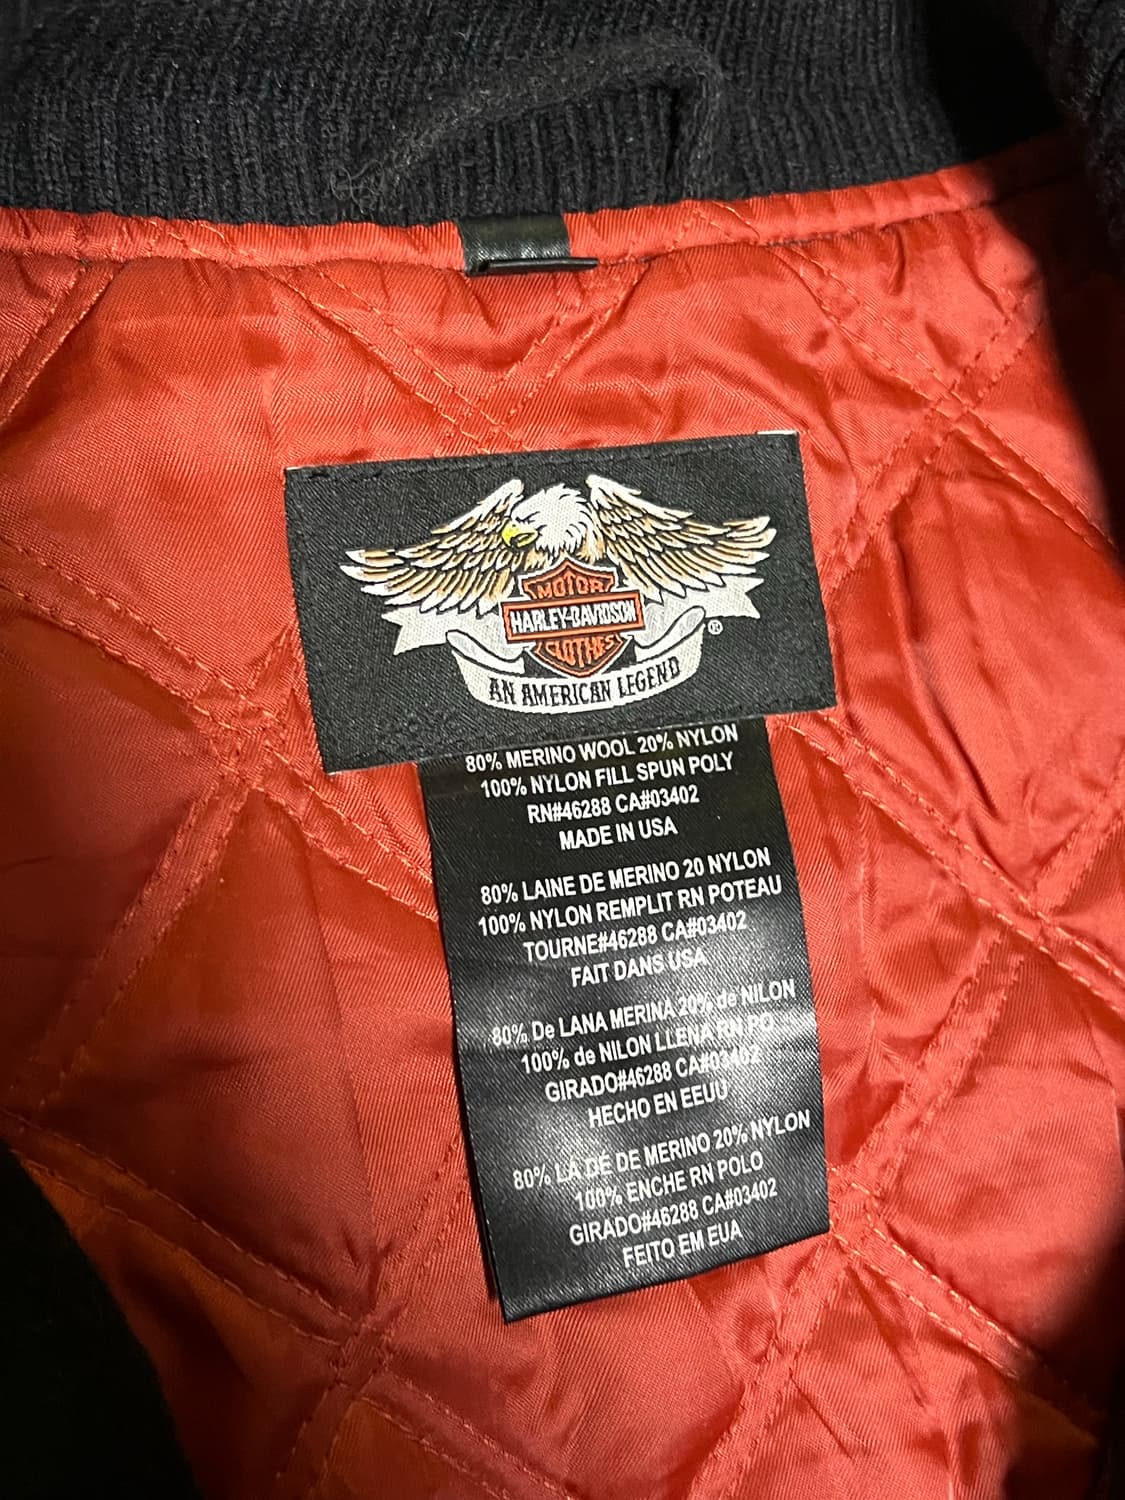 MOTOR
HARLEY-DAVIDSON
CLOTHES
®
AN AMERICAN LEGEND
80% MERINO WOOL 20% NYLON
100% NYLON FILL SPUN POLY
RN#46288 CA#03402
MADE IN USA
80% LAINE DE MERINO 20 NYLON
100% NYLON REMPLIT RN POTEAU
TOURNE#46288 CA#03402
FAIT DANS USA
80% De LANA MERINA 20% de NILON
100% de NILON LLENA RN PO
GIRADO#46288 CA#03402
HECHO EN EEUU
80% LA DE DE MERINO 20% NYLON
100% ENCHE RN POLO
GIRADO#46288 CA#03402
FEITO EM EUA